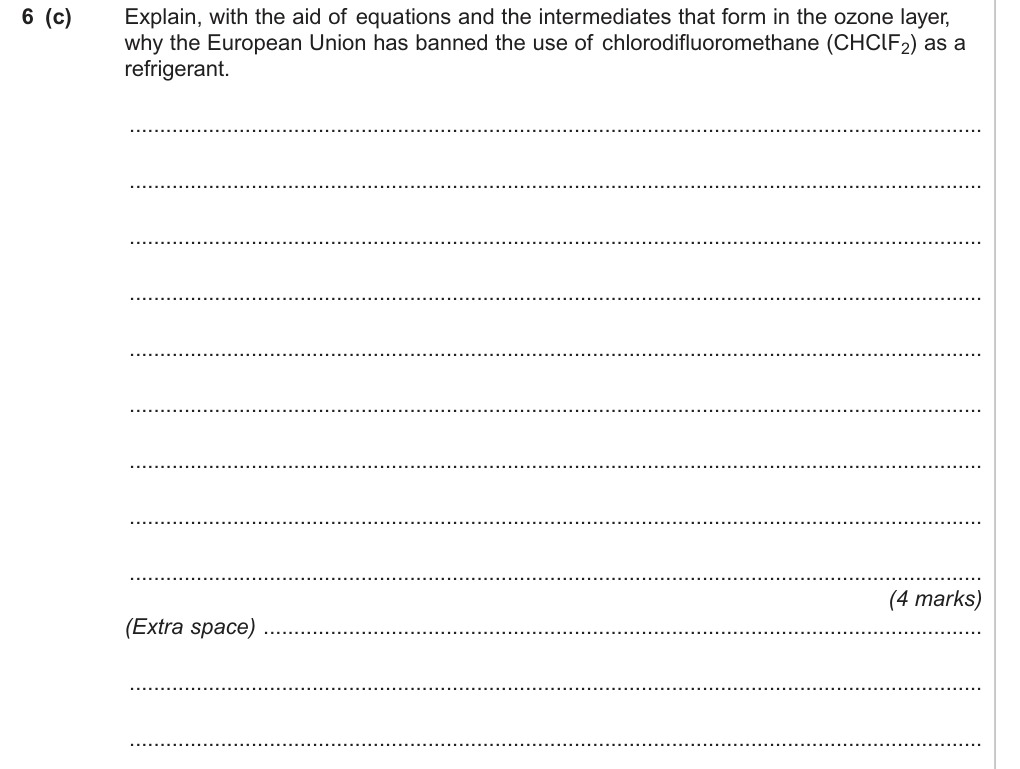 6 (c) Explain, with the aid of equations and the intermediates that form in the ozone layer,
why the European Union has banned the use of chlorodifluoromethane (CHClF₂) as a
refrigerant.
(4 marks)
(Extra space)